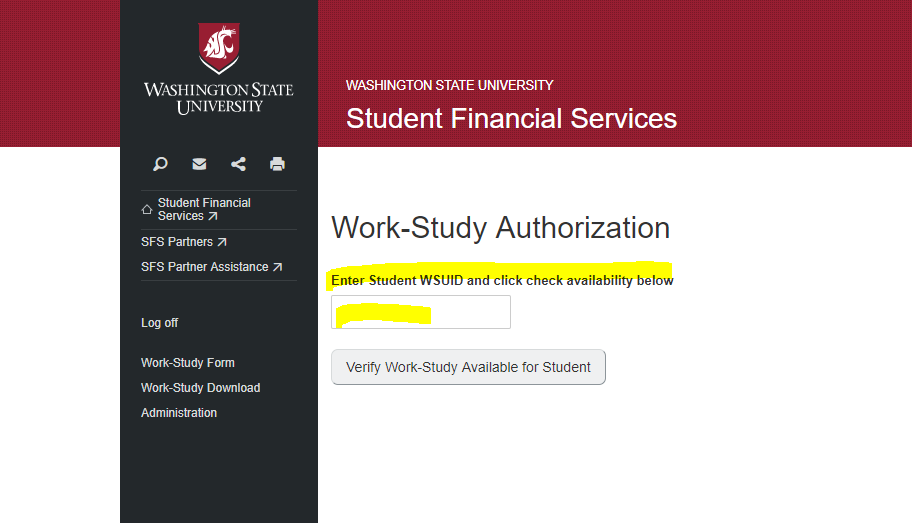 WASHINGTON STATE
UNIVERSITY
Student Financial
Services
SFS Partners
SFS Partner Assistance
Log off
Work-Study Form
Work-Study Download
Administration
WASHINGTON STATE UNIVERSITY
Student Financial Services
Work-Study Authorization
Enter Student WSUID and click check availability below
Verify Work-Study Available for Student